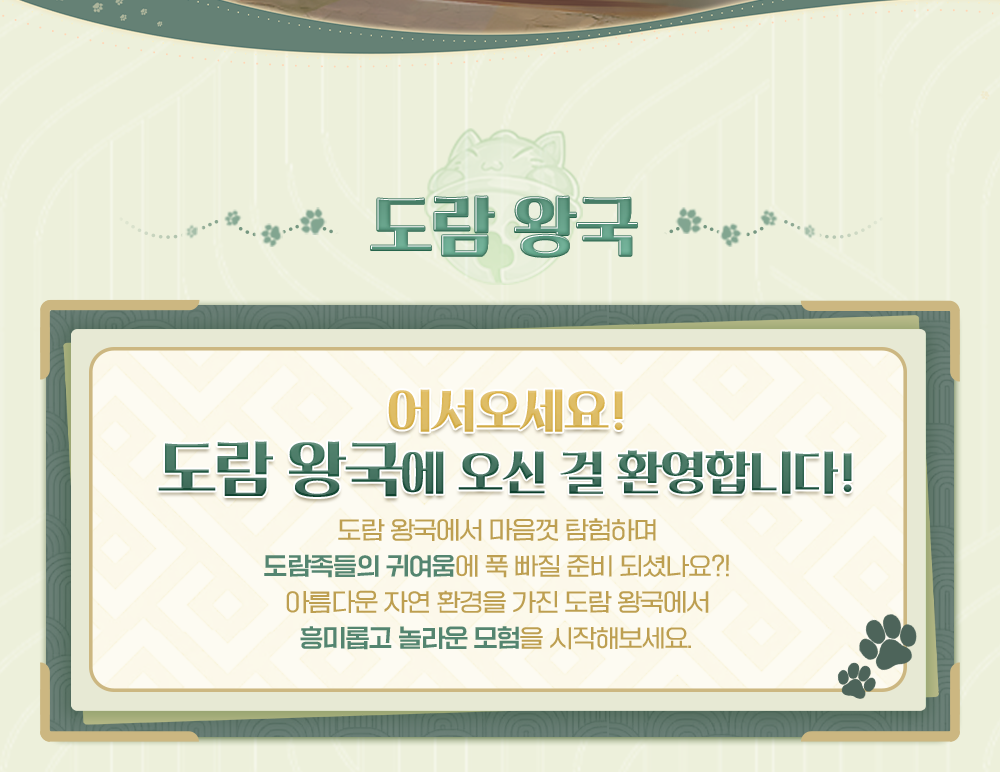 도람 왕국
어서오세요!
도람 왕국에 오신 걸 환영합니다!
도람 왕국에서 마음껏 탐험하며
도람족들의 귀여움에 푹 빠질 준비 되셨나요?!
아름다운 자연 환경을 가진 도람 왕국에서
흥미롭고 놀라운 모험을 시작해보세요.